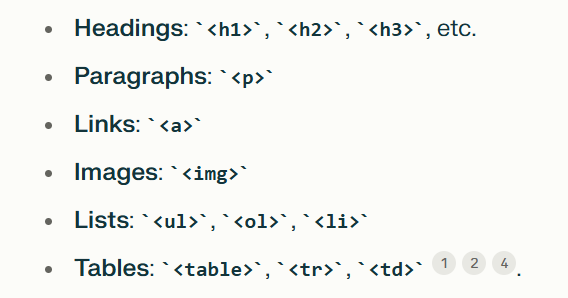 • Headings: `<h1>`, `<h2>`, `<h3>`, etc.
• Paragraphs: `<p>`
• Links: `<a>`
• Images: `<img>`
• Lists: `<ul>`, `<ol>`, `<li>`
• Tables: `<table>`, `<tr>`, `<td>` 1 2 4.